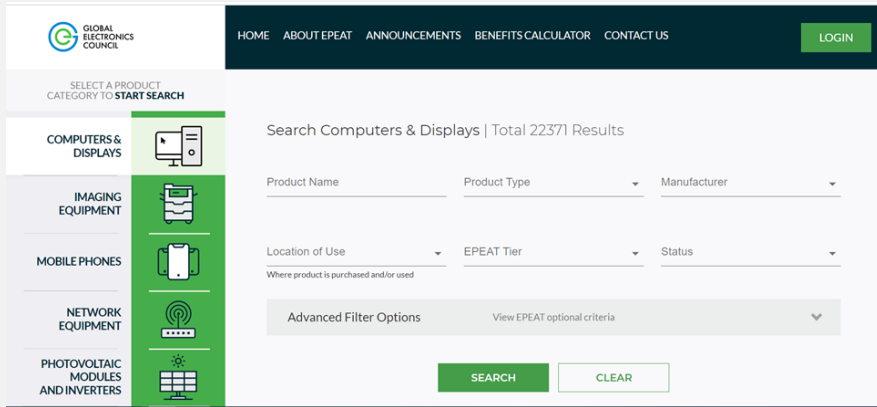 GLOBAL
ELECTRONICS
COUNCIL
HOME ABOUT EPEAT ANNOUNCEMENTS BENEFITS CALCULATOR CONTACT US
LOGIN
SELECT A PRODUCT
CATEGORY TO START SEARCH
COMPUTERS &
DISPLAYS
IMAGING
EQUIPMENT
MOBILE PHONES
NETWORK
EQUIPMENT
PHOTOVOLTAIC
MODULES
AND INVERTERS
Search Computers & Displays | Total 22371 Results
Product Name Product Type Manufacturer
Location of Use EPEAT Tier Status
Where product is purchased and/or used
Advanced Filter Options View EPEAT optional criteria
SEARCH CLEAR